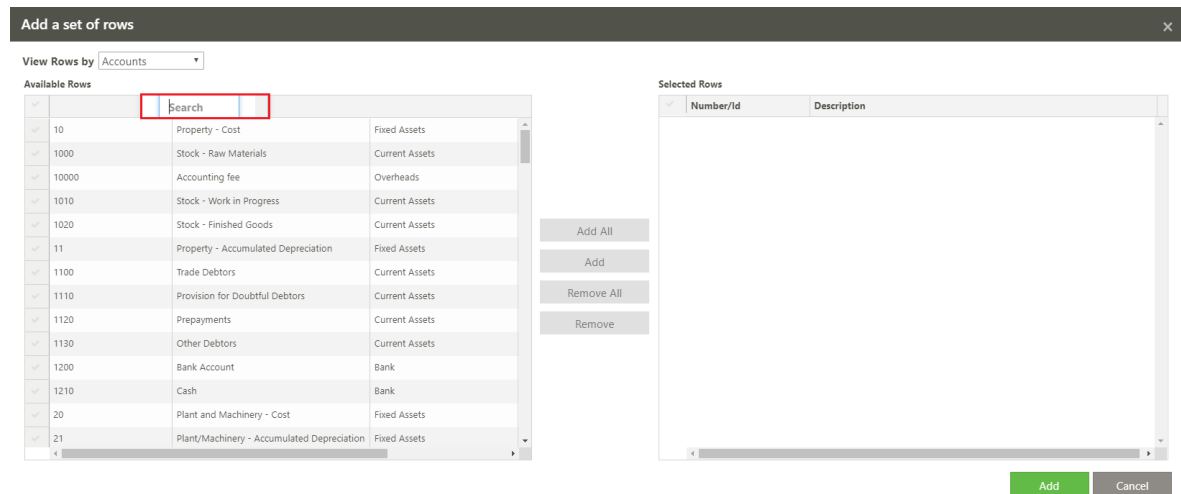 Add a set of rows
View Rows by Accounts
Available Rows
Search
10 Property - Cost Fixed Assets
1000 Stock - Raw Materials Current Assets
10000 Accounting fee Overheads
1010 Stock - Work in Progress Current Assets
1020 Stock - Finished Goods Current Assets
11 Property - Accumulated Depreciation Fixed Assets
1100 Trade Debtors Current Assets
1110 Provision for Doubtful Debtors Current Assets
1120 Prepayments Current Assets
1130 Other Debtors Current Assets
1200 Bank Account Bank
1210 Cash Bank
20 Plant and Machinery - Cost Fixed Assets
21 Plant/Machinery - Accumulated Depreciation Fixed Assets
Add All
Add
Remove All
Remove
Selected Rows
Number/Id Description
Add Cancel